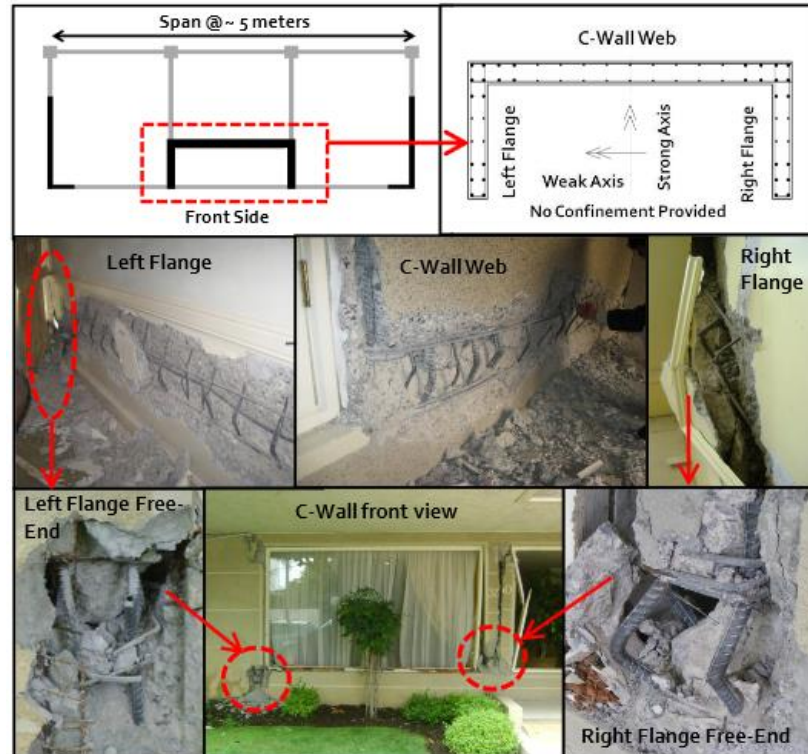 Span @~ 5 meters
Front Side
C-Wall Web
Left Flange
Weak Axis
Strong Axis
Right Flange
No Confinement Provided
Left Flange
C-Wall Web
Right
Flange
Left Flange Free-
End
C-Wall front view
Right Flange Free-End